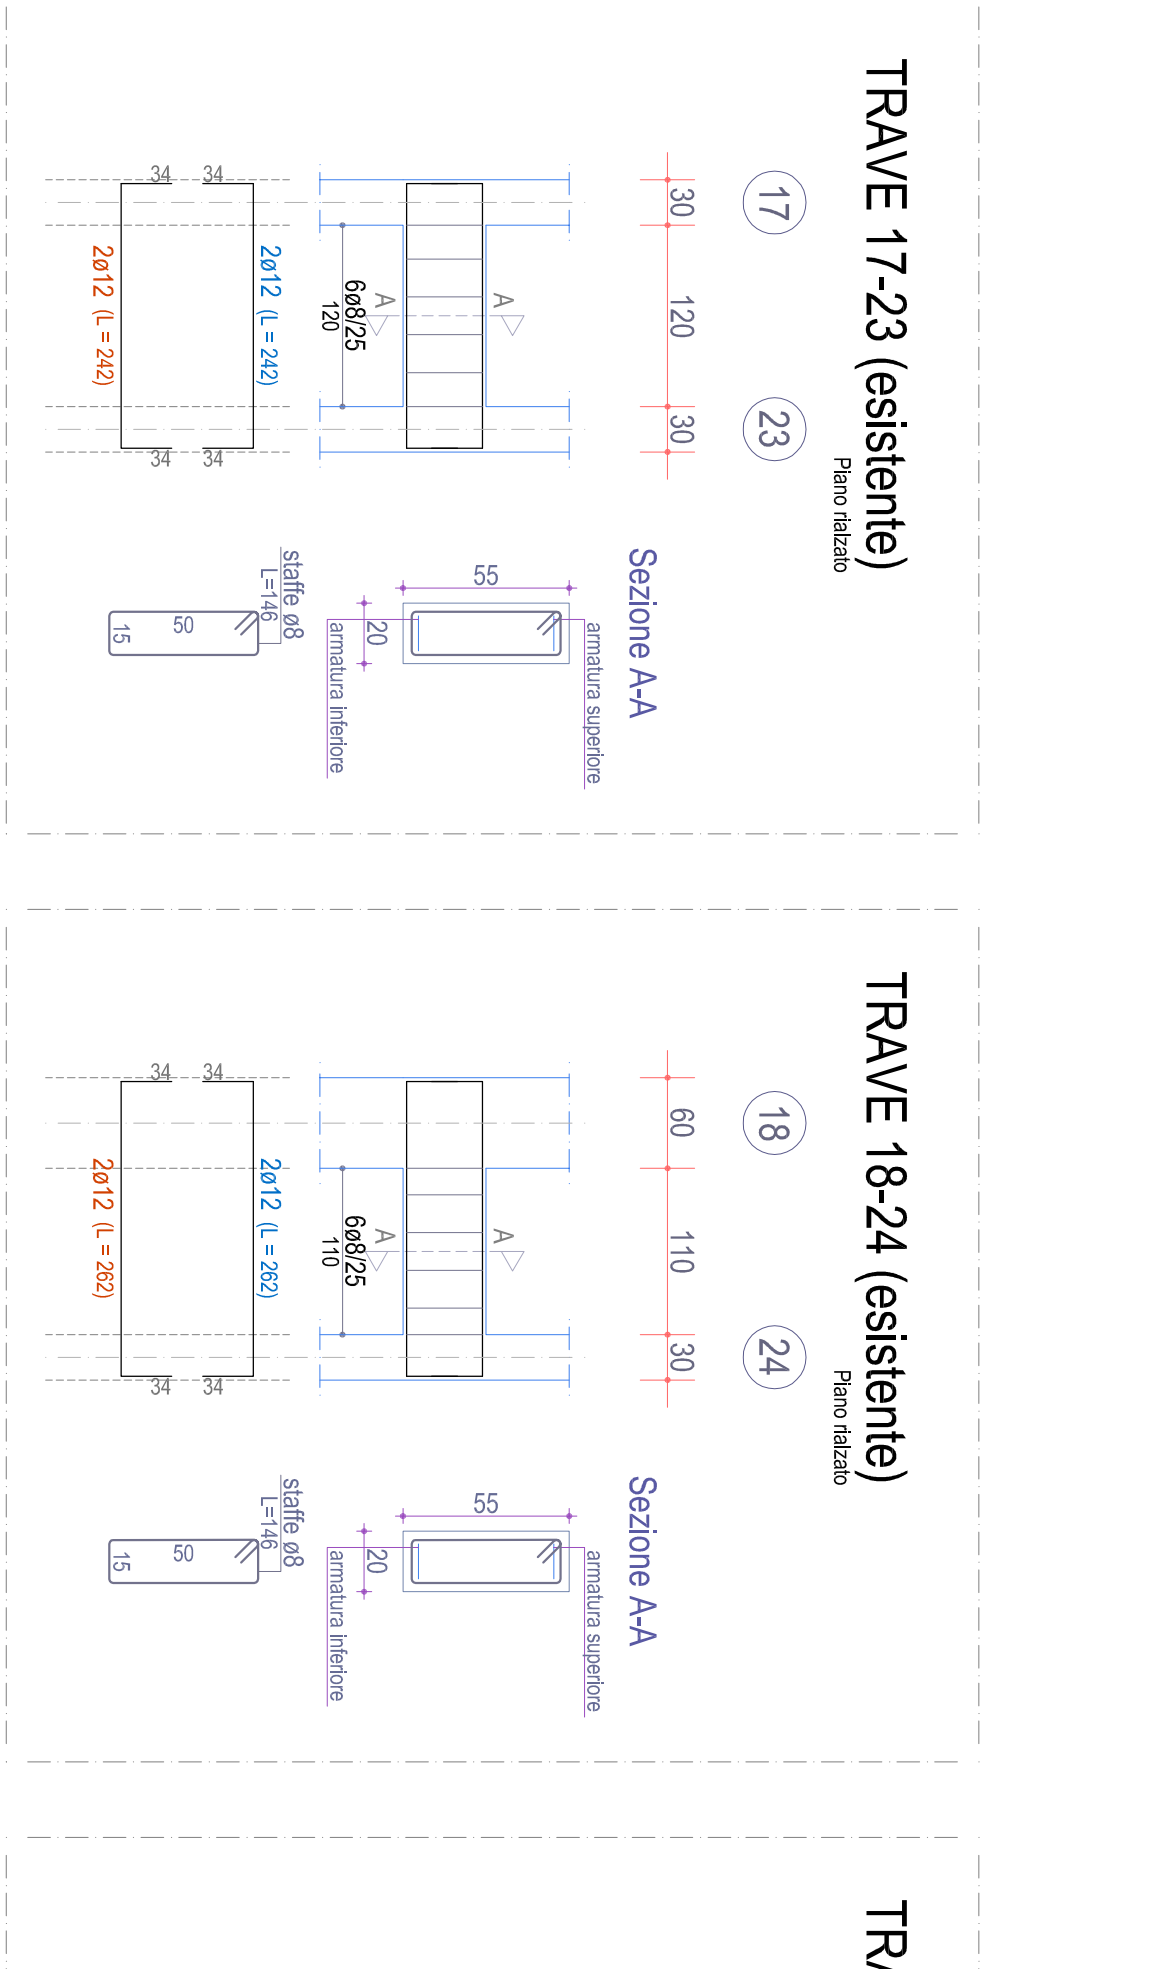 TRAVE 17-23 (esistente)
Piano rialzato
17
23
30
120
30
A
A
6ø8/25
120
34
34
2ø12 (L = 242)
34
34
2ø12 (L = 242)
Sezione A-A
armatura superiore
55
20
armatura inferiore
staffe ø8
L=146
50
15
TRAVE 18-24 (esistente)
Piano rialzato
18
24
60
110
30
A
A
6ø8/25
110
34
34
2ø12 (L = 262)
34
34
2ø12 (L = 262)
Sezione A-A
armatura superiore
55
20
armatura inferiore
staffe ø8
L=146
50
15